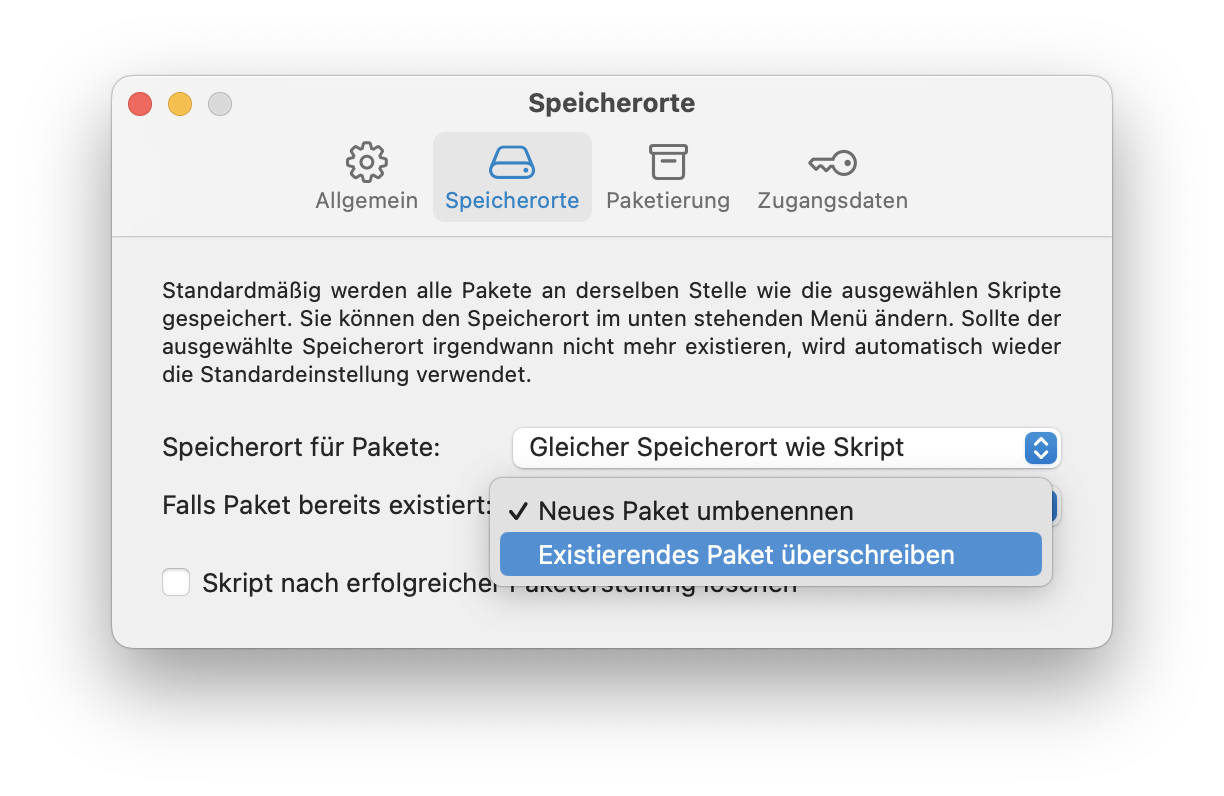 Speicherorte
Allgemein
Speicherorte
Paketierung
Zugangsdaten
Standardmäßig werden alle Pakete an derselben Stelle wie die ausgewählen Skripte
gespeichert. Sie können den Speicherort im unten stehenden Menü ändern. Sollte der
ausgewählte Speicherort irgendwann nicht mehr existieren, wird automatisch wieder
die Standardeinstellung verwendet.
Speicherort für Pakete:
Gleicher Speicherort wie Skript
Falls Paket bereits existiert:
✓ Neues Paket umbenennen
Existierendes Paket überschreiben
Skript nach erfolgreicher Paketerstellung löschen